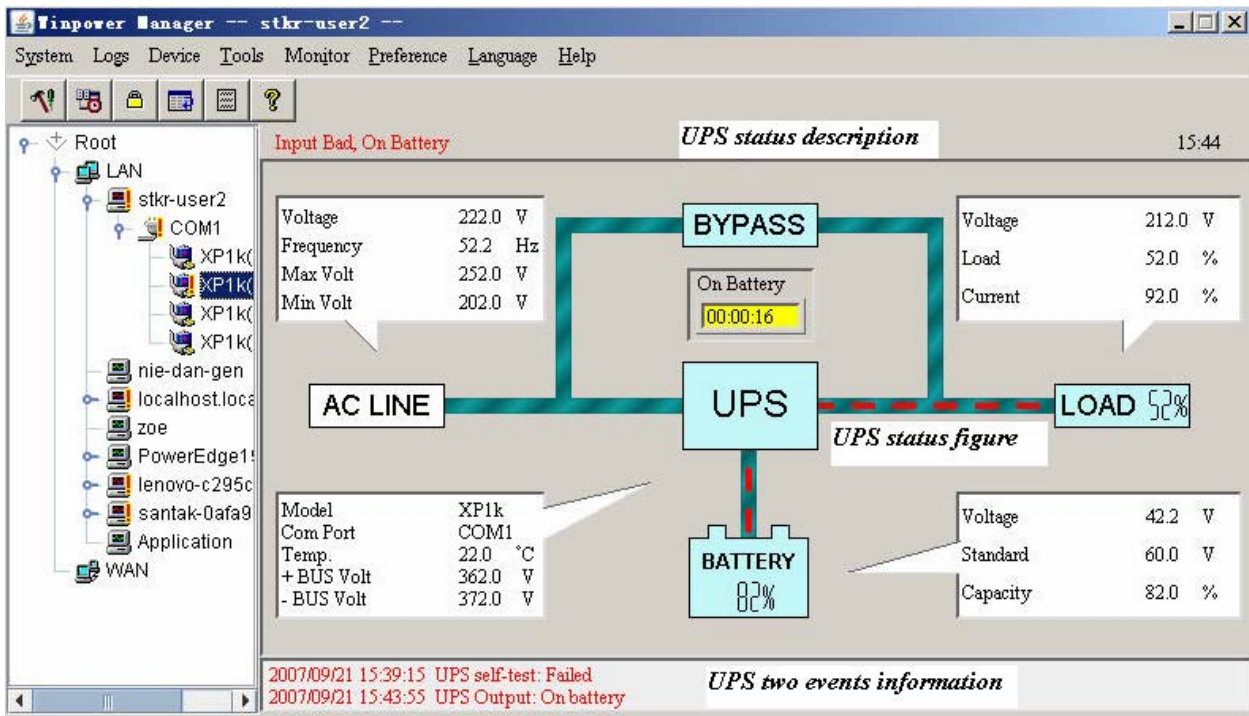 Winpower Manager -- stkr-user2 --
System Logs Device Tools Monitor Preference Language Help
Root
LAN
stkr-user2
COM1
XP1k(
XP1k(
XP1k(
XP1k(
nie-dan-gen
localhost.loca
zoe
PowerEdge1
lenovo-c295c
santak-0afa9
Application
WAN
Input Bad, On Battery
UPS status description
15:44
Voltage 222.0 V
Frequency 52.2 Hz
Max Volt 252.0 V
Min Volt 202.0 V
BYPASS
On Battery
00:00:16
Voltage 212.0 V
Load 52.0 %
Current 92.0 %
AC LINE
UPS
LOAD 52%
UPS status figure
Model XP1k
Com Port COM1
Temp. 22.0 °C
+ BUS Volt 362.0 V
- BUS Volt 372.0 V
BATTERY
82%
Voltage 42.2 V
Standard 60.0 V
Capacity 82.0 %
2007/09/21 15:39:15 UPS self-test: Failed
2007/09/21 15:43:55 UPS Output: On battery
UPS two events information